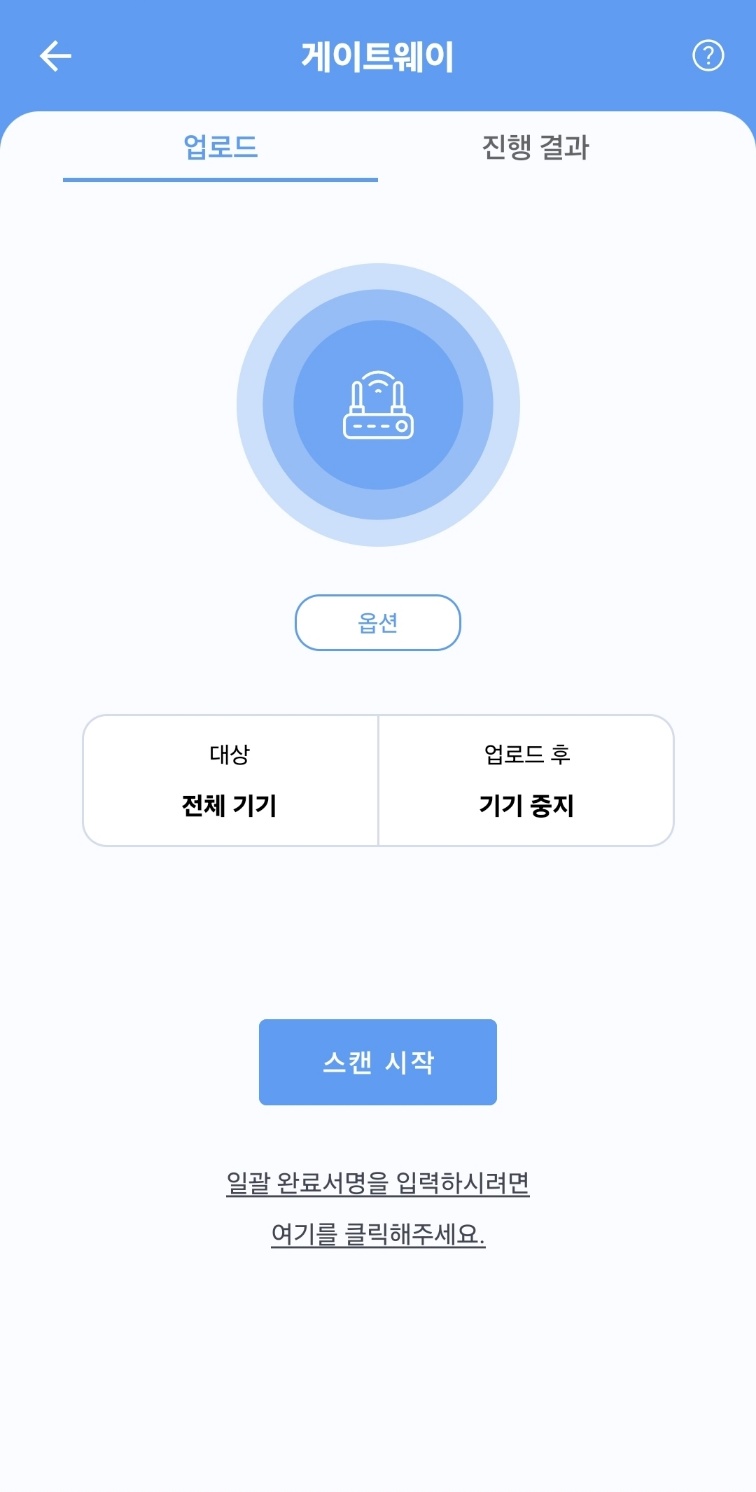 게이트웨이
업로드
진행 결과
옵션
대상
전체 기기
업로드 후
기기 중지
스캔 시작
일괄 완료서명을 입력하시려면
여기를 클릭해주세요.